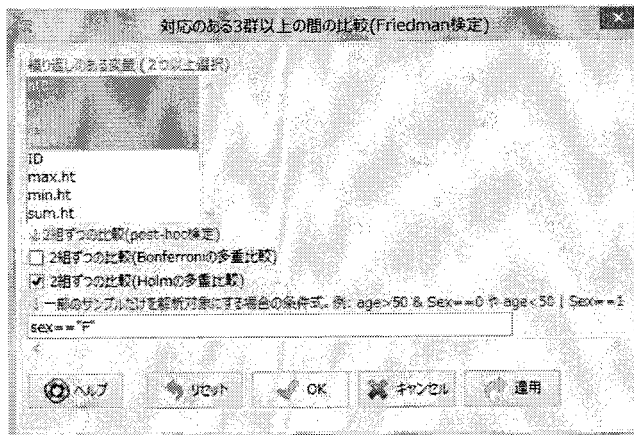 対応のある3群以上の間の比較(Friedman検定)
繰り返しのある変量(2つ以上選択)
ID
max.ht
min.ht
sum.ht
↓2組ずつの比較(post-hoc検定)
2組ずつの比較(Bonferroniの多重比較)
2組ずつの比較(Holmの多重比較)
↓一部のサンプルだけを解析対象にする場合の条件式。例: age>50 & Sex==0 や age<50 | Sex==1
sex=="F"
ヘルプ リセット OK キャンセル 適用